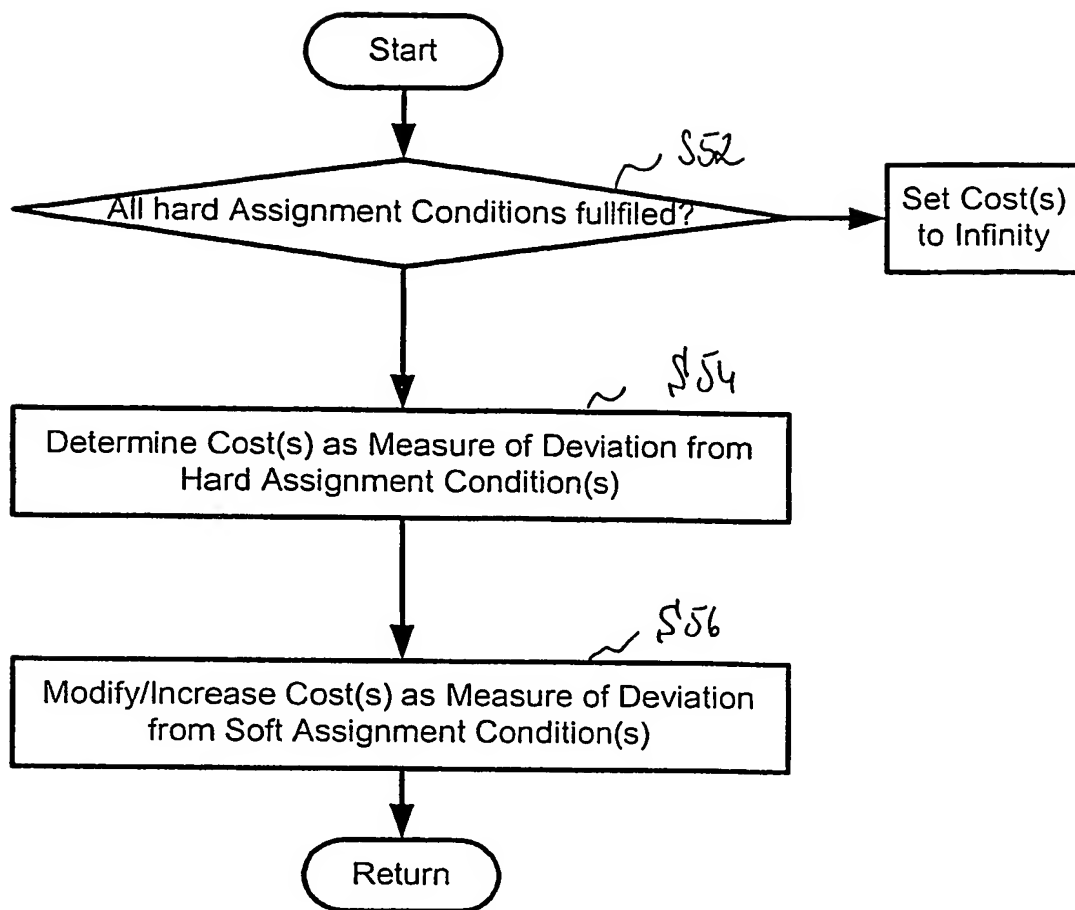 Start
S52
All hard Assignment Conditions fullfiled?
Set Cost(s)
to Infinity
S54
Determine Cost(s) as Measure of Deviation from
Hard Assignment Condition(s)
S56
Modify/Increase Cost(s) as Measure of Deviation
from Soft Assignment Condition(s)
Return